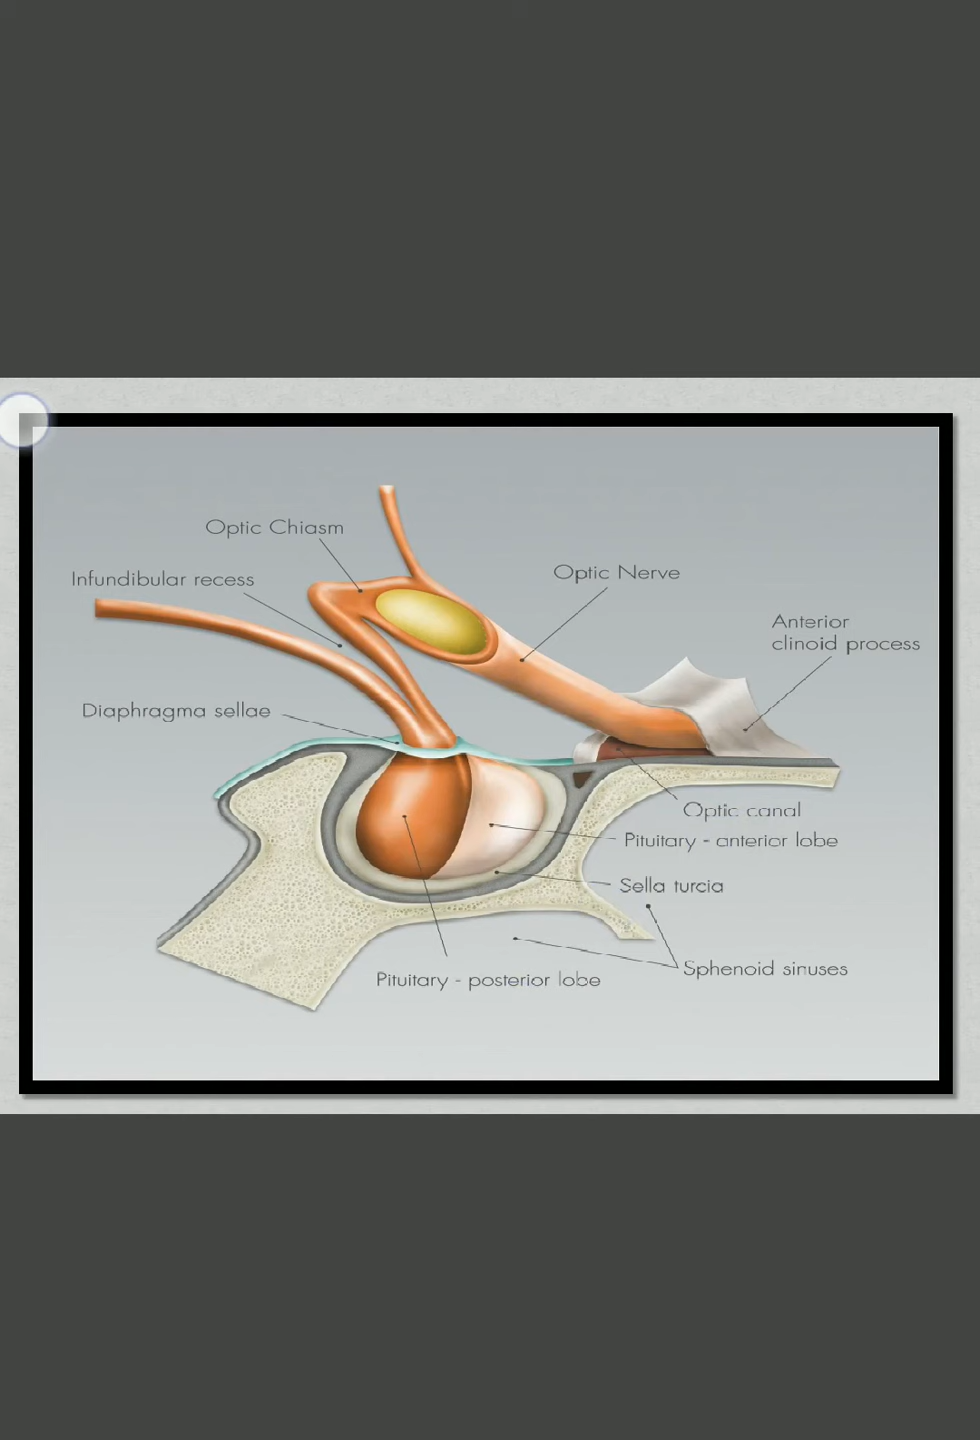 Optic Chiasm
Infundibular recess
Optic Nerve
Anterior
clinoid process
Diaphragma sellae
Optic canal
Pituitary - anterior lobe
Sella turcia
Sphenoid sinuses
Pituitary - posterior lobe